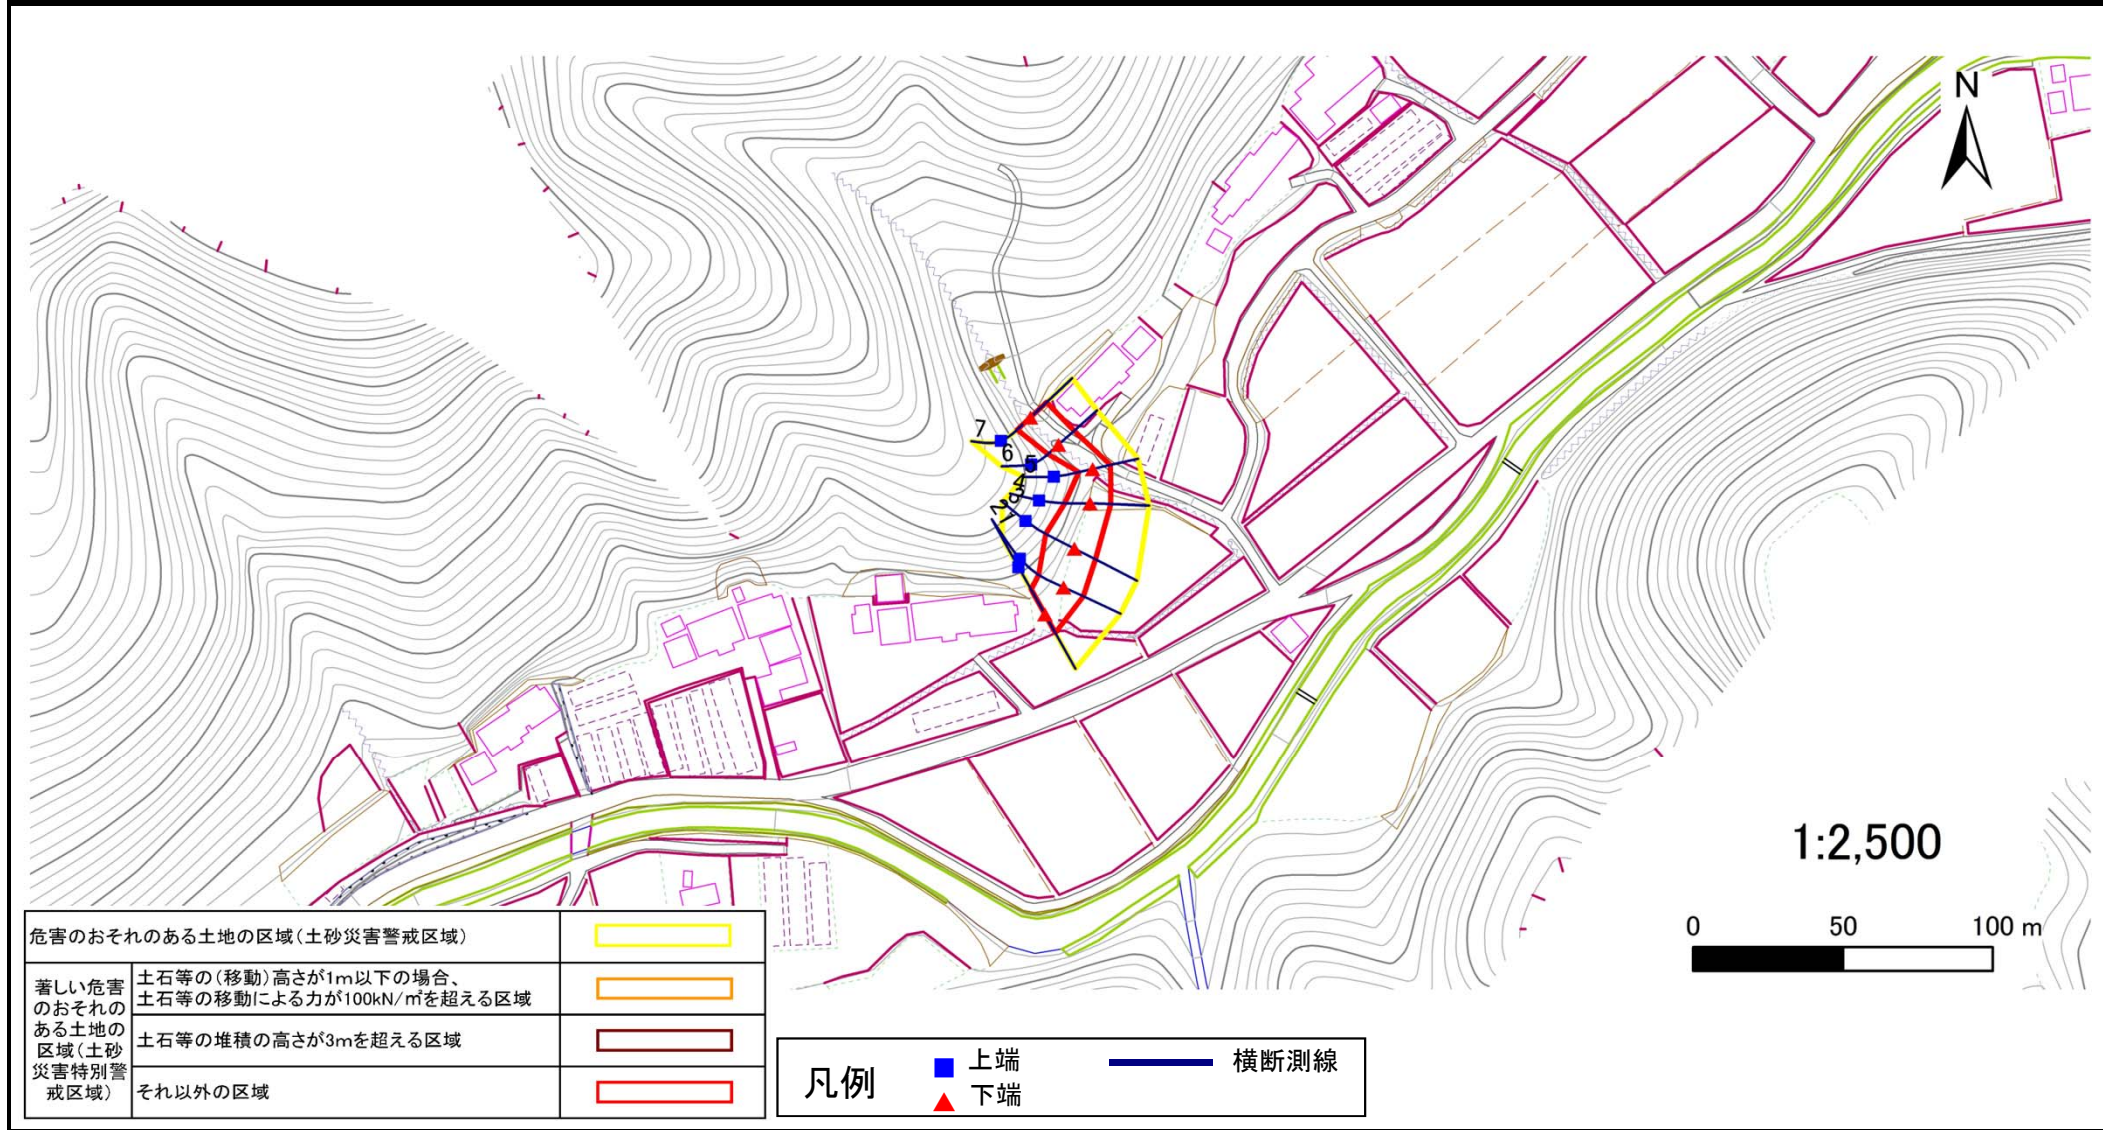 N
7
6
5
4
3
2
1
1:2,500
0 50 100 m
危害のおそれのある土地の区域(土砂災害警戒区域)
著しい危害
のおそれの
ある土地の
区域(土砂
災害特別警
戒区域)
土石等の(移動)高さが1m以下の場合、
土石等の移動による力が100kN/㎡を超える区域
土石等の堆積の高さが3mを超える区域
それ以外の区域
凡例
上端
下端
横断測線